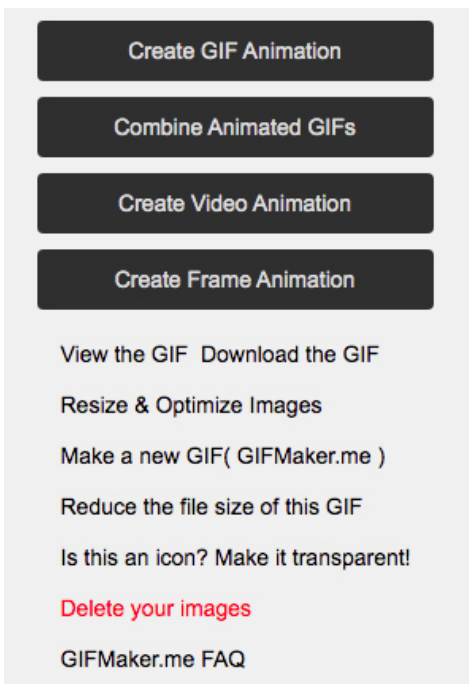 Create GIF Animation
Combine Animated GIFs
Create Video Animation
Create Frame Animation
View the GIF  Download the GIF
Resize & Optimize Images
Make a new GIF( GIFMaker.me )
Reduce the file size of this GIF
Is this an icon? Make it transparent!
Delete your images
GIFMaker.me FAQ